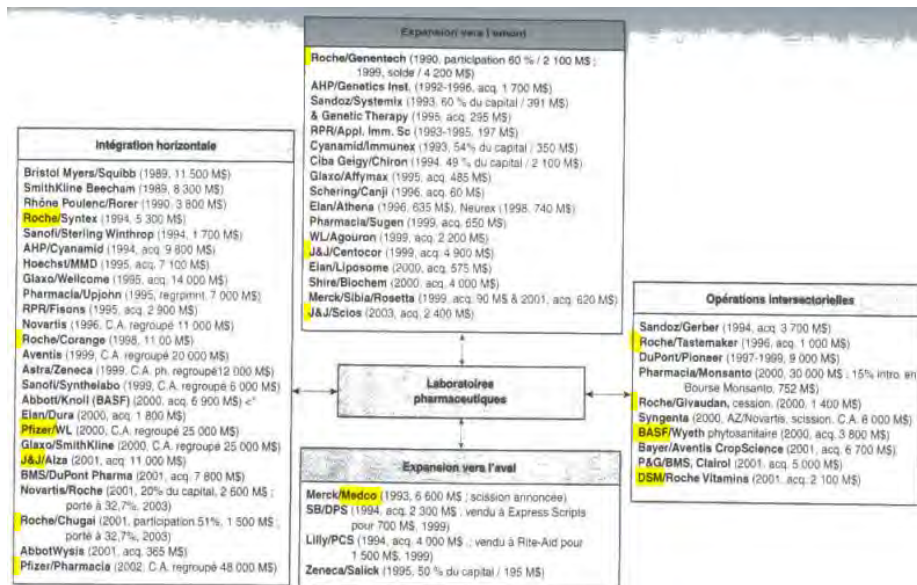 Expansion vers l'amont
Roche/Genentech (1990, participation 60 % / 2 100 M$ ;
1999, solde / 4 200 M$)
AHP/Genetics Inst. (1992-1996, acq. 1 700 M$)
Sandoz/Systemix (1993, 60 % du capital / 391 M$)
& Genetic Therapy (1995, acq. 295 M$)
RPR/Appl. Imm. Sc (1993-1995, 197 M$)
Cyanamid/Immunex (1993, 54% du capital / 350 M$)
Ciba Geigy/Chiron (1994, 49 % du capital / 2 100 M$)
Glaxo/Affymax (1995, acq. 485 M$)
Schering/Canji (1996, acq. 60 M$)
Elan/Athena (1996, 635 M$), Neurex (1998, 740 M$)
Pharmacia/Sugen (1999, acq. 650 M$)
WL/Agouron (1999, acq. 2 200 M$)
J&J/Centocor (1999, acq. 4 900 M$)
Elan/Liposome (2000, acq. 575 M$)
Shire/Biochem (2000, acq. 4 000 M$)
Merck/Sibia/Rosetta (1999, acq. 90 M$ & 2001, acq. 620 M$)
J&J/Scios (2003, acq. 2 400 M$)
Intégration horizontale
Bristol Myers/Squibb (1989, 11 500 M$)
SmithKline Beecham (1989, 8 300 M$)
Rhône Poulenc/Rorer (1990, 3 800 M$)
Roche/Syntex (1994, 5 300 M$)
Sanofi/Sterling Winthrop (1994, 1 700 M$)
AHP/Cyanamid (1994, acq. 9 800 M$)
Hoechst/MMD (1995, acq. 7 100 M$)
Glaxo/Wellcome (1995, acq. 14 000 M$)
Pharmacia/Upjohn (1995, regrpmnt. 7 000 M$)
RPR/Fisons (1995, acq. 2 900 M$)
Novartis (1996, C.A. regroupé 11 000 M$)
Roche/Corange (1998, 11 00 M$)
Aventis (1999, C.A. regroupé 20 000 M$)
Astra/Zeneca (1999, C.A. ph. regroupé12 000 M$)
Sanofi/Synthelabo (1999, C.A. regroupé 6 000 M$)
Abbott/Knoll (BASF) (2000, acq. 6 900 M$) <"
Elan/Dura (2000, acq. 1 800 M$)
Pfizer/WL (2000, C.A. regroupé 25 000 M$)
Glaxo/SmithKline (2000, C.A. regroupé 25 000 M$)
J&J/Alza (2001, acq. 11 000 M$)
BMS/DuPont Pharma (2001, acq. 7 800 M$)
Novartis/Roche (2001, 20% du capital, 2 600 M$ ;
porté à 32,7%, 2003)
Roche/Chugai (2001, participation 51%, 1 500 M$ ;
porté à 32,7%, 2003)
AbbotWysis (2001, acq. 365 M$)
Pfizer/Pharmacia (2002, C.A. regroupé 48 000 M$)
Laboratoires
pharmaceutiques
Opérations intersectorielles
Sandoz/Gerber (1994, acq. 3 700 M$)
Roche/Tastemaker (1996, acq. 1 000 M$)
DuPont/Pioneer (1997-1999, 9 000 M$)
Pharmacia/Monsanto (2000, 30 000 M$ ; 15% intro. en
Bourse Monsanto, 752 M$)
Roche/Givaudan, cession. (2000, 1 400 M$)
Syngenta (2000, AZ/Novartis, scission, C.A. 6 000 M$)
BASF/Wyeth phytosanitaire (2000, acq. 3 800 M$)
Bayer/Aventis CropScience (2001, acq. 6 700 M$)
P&G/BMS, Clairol (2001, acq. 5 000 M$)
DSM/Roche Vitamins (2001, acq. 2 100 M$)
Expansion vers l'aval
Merck/Medco (1993, 6 600 M$ ; scission annoncée)
SB/DPS (1994, acq. 2 300 M$ ; vendu à Express Scripts
pour 700 M$, 1999)
Lilly/PCS (1994, acq. 4 000 M$ ; vendu à Rite-Aid pour
1 500 M$, 1999)
Zeneca/Salick (1995, 50 % du capital / 195 M$)